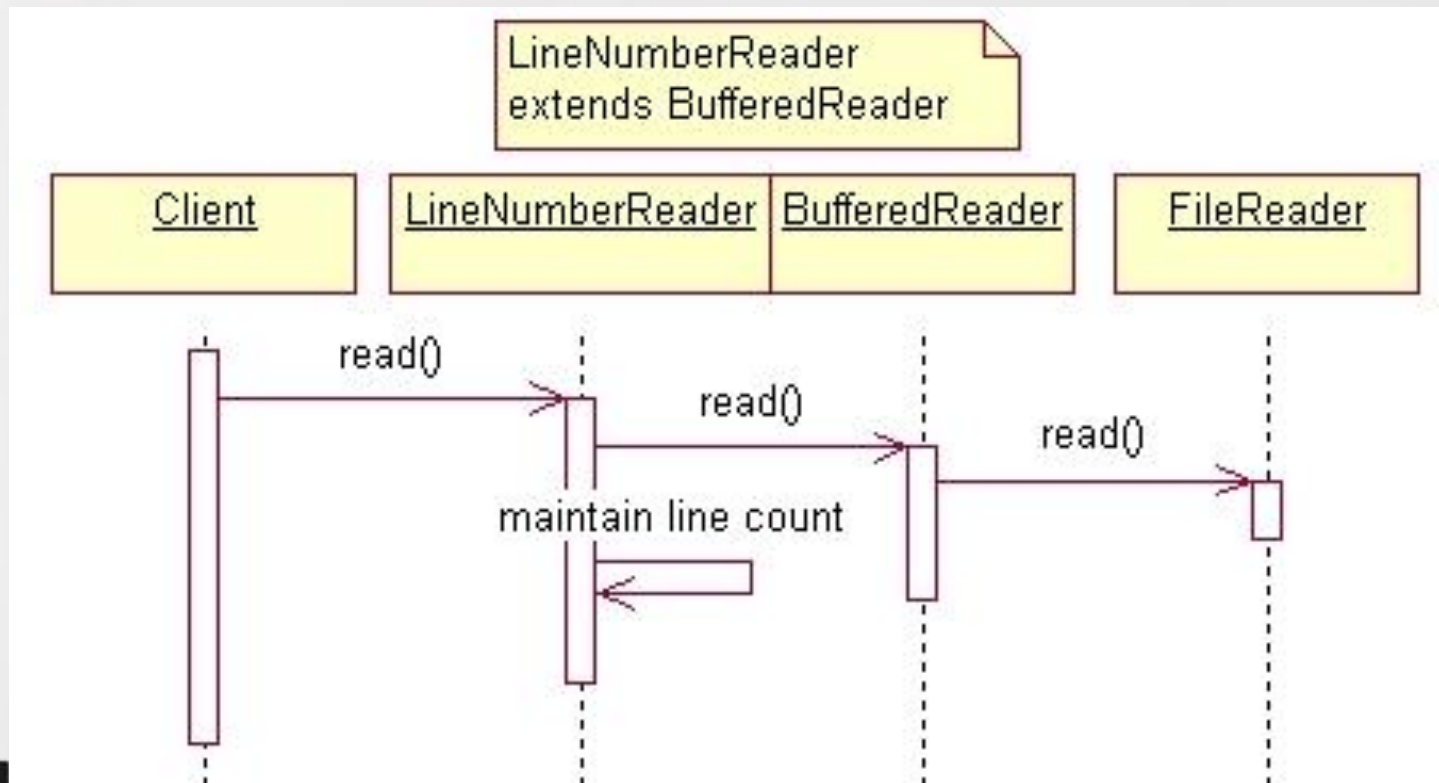 LineNumberReader
extends BufferedReader
Client
LineNumberReader
BufferedReader
FileReader
read()
read()
read()
maintain line count